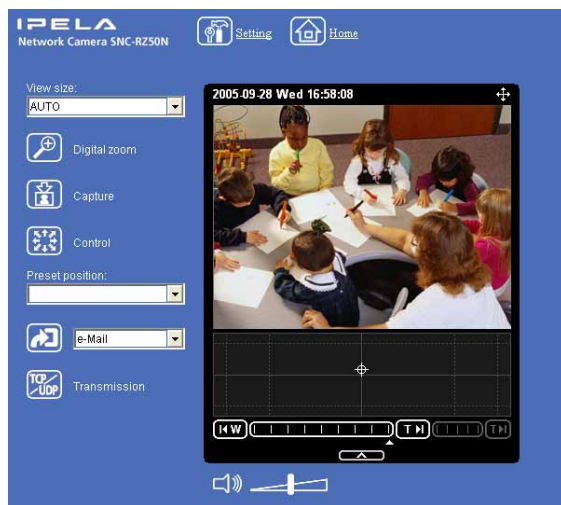 IPELA
Network Camera SNC-RZ50N
Setting
Home
View size:
AUTO
2005-09-28 Wed 16:58:08
Digital zoom
Capture
Control
Preset position:
e-Mail
TCP/UDP
Transmission
W
T
T